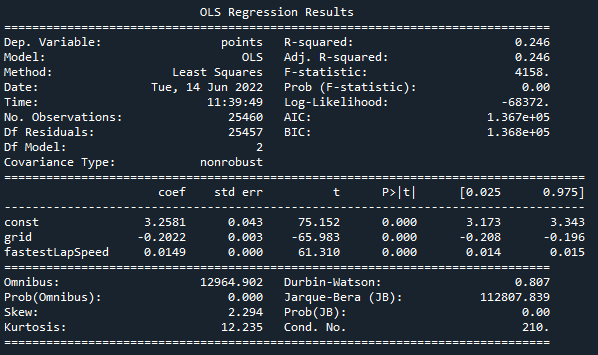 OLS Regression Results
==============================================================================
Dep. Variable: points R-squared: 0.246
Model: OLS Adj. R-squared: 0.246
Method: Least Squares F-statistic: 4158.
Date: Tue, 14 Jun 2022 Prob (F-statistic): 0.00
Time: 11:39:49 Log-Likelihood: -68372.
No. Observations: 25460 AIC: 1.367e+05
Df Residuals: 25457 BIC: 1.368e+05
Df Model: 2
Covariance Type: nonrobust
===================================================================================
coef std err t P>|t| [0.025 0.975]
-----------------------------------------------------------------------------------
const 3.2581 0.043 75.152 0.000 3.173 3.343
grid -0.2022 0.003 -65.983 0.000 -0.208 -0.196
fastestLapSpeed 0.0149 0.000 61.310 0.000 0.014 0.015
==============================================================================
Omnibus: 12964.902 Durbin-Watson: 0.807
Prob(Omnibus): 0.000 Jarque-Bera (JB): 112807.839
Skew: 2.294 Prob(JB): 0.00
Kurtosis: 12.235 Cond. No. 210.
==============================================================================